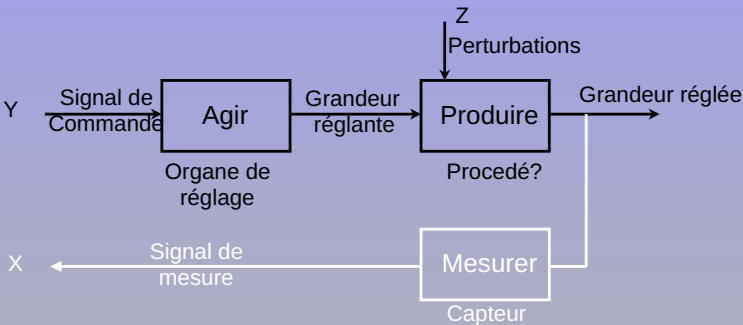 Z
Perturbations
Y
Signal de
Commande
Agir
Grandeur
réglante
Produire
Grandeur réglée
Organe de
réglage
Procedé?
X
Signal de
mesure
Mesurer
Capteur